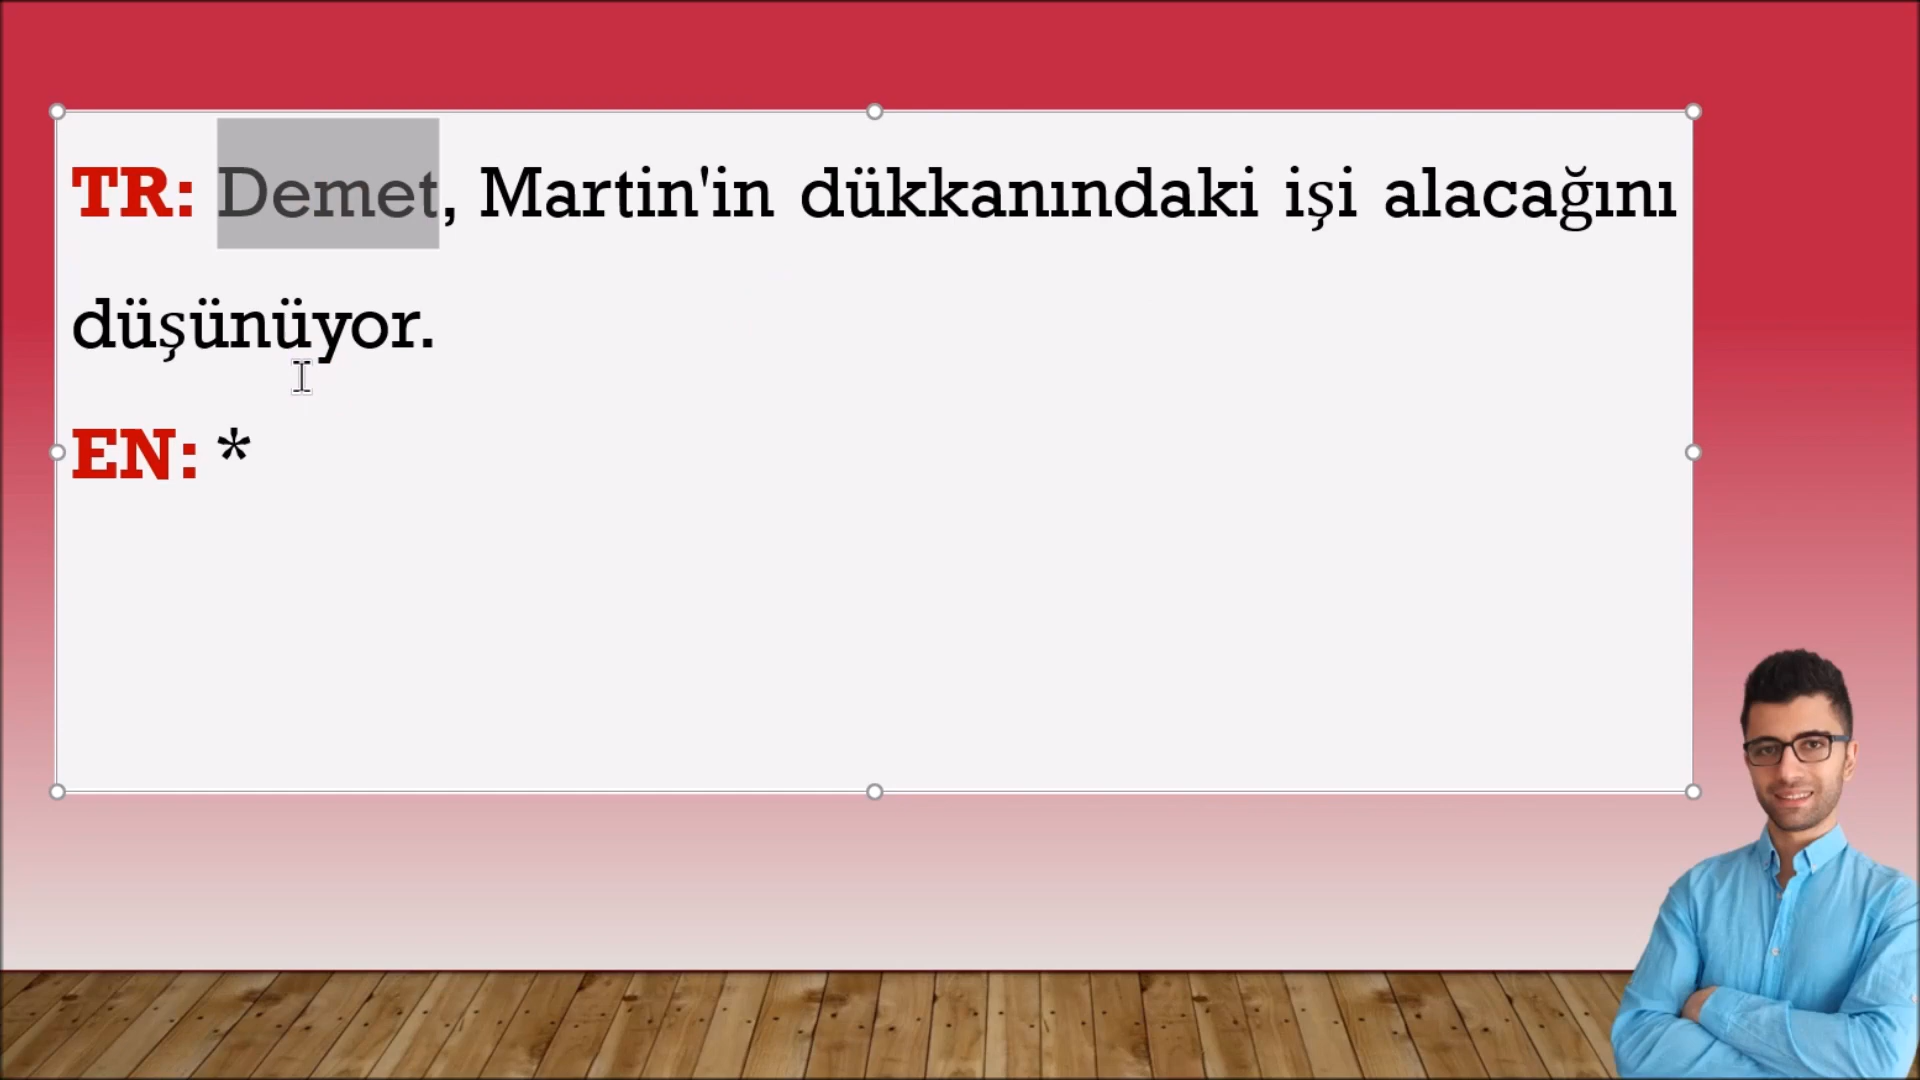 TR: Demet, Martin'in dükkanındaki işi alacağını
düşünüyor.
EN: *